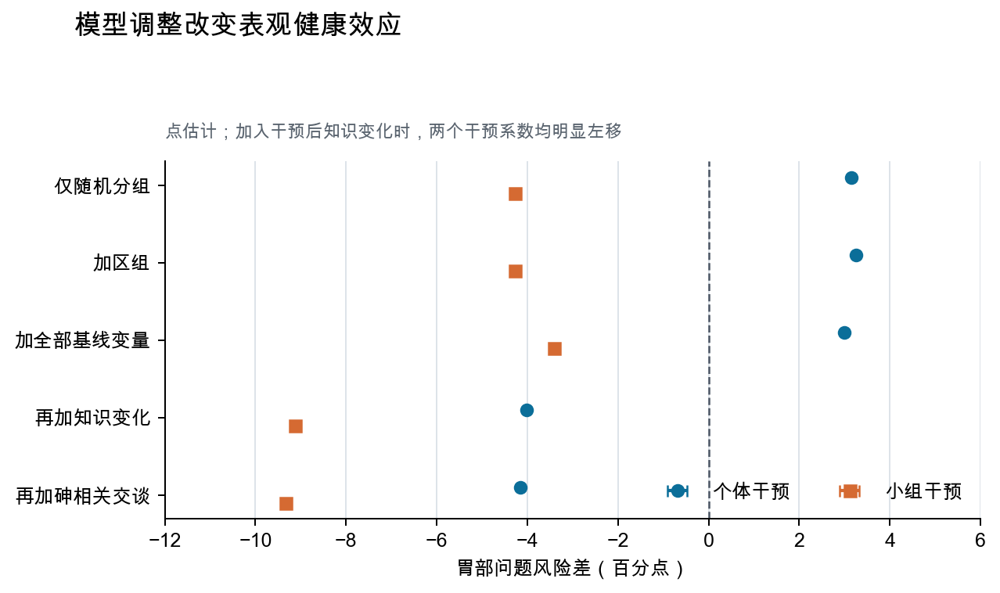 模型调整改变表观健康效应
点估计；加入干预后知识变化时，两个干预系数均明显左移
仅随机分组
加区组
加全部基线变量
再加知识变化
再加砷相关交谈
个体干预
小组干预
−12 −10 −8 −6 −4 −2 0 2 4 6
胃部问题风险差（百分点）